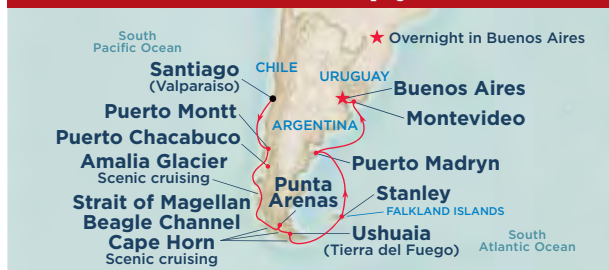 South
Pacific Ocean
★ Overnight in Buenos Aires
Santiago
(Valparaiso)
CHILE
URUGUAY
Buenos Aires
Puerto Montt
Montevideo
ARGENTINA
Puerto Chacabuco
Amalia Glacier
Scenic cruising
Puerto Madryn
Punta
Arenas
Stanley
Strait of Magellan
FALKLAND ISLANDS
Beagle Channel
Cape Horn
Scenic cruising
Ushuaia
(Tierra del Fuego)
South
Atlantic Ocean